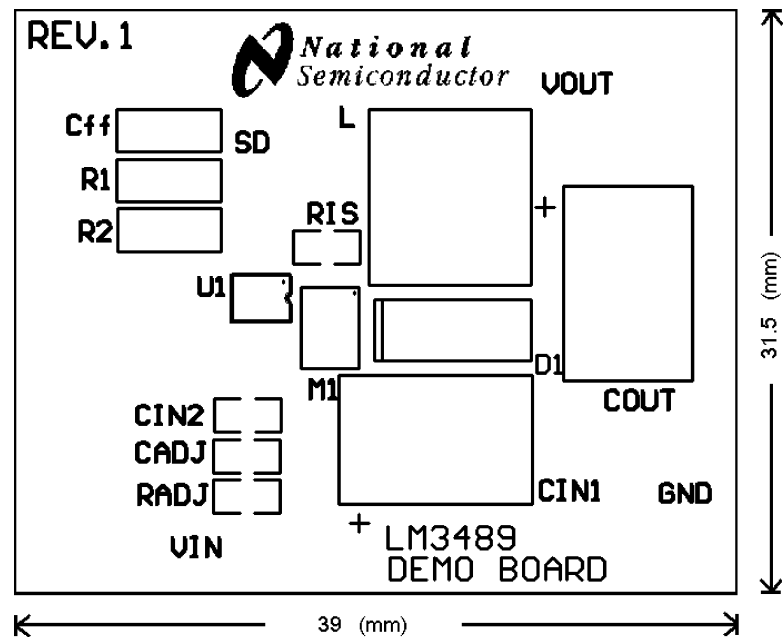 REV.1
National
Semiconductor
VOUT
Cff
SD
L
R1
R2
RIS
+
U1
31.5 (mm)
D1
M1
COUT
CIN2
CADJ
RADJ
CIN1
GND
VIN
+
LM3489
DEMO BOARD
39 (mm)